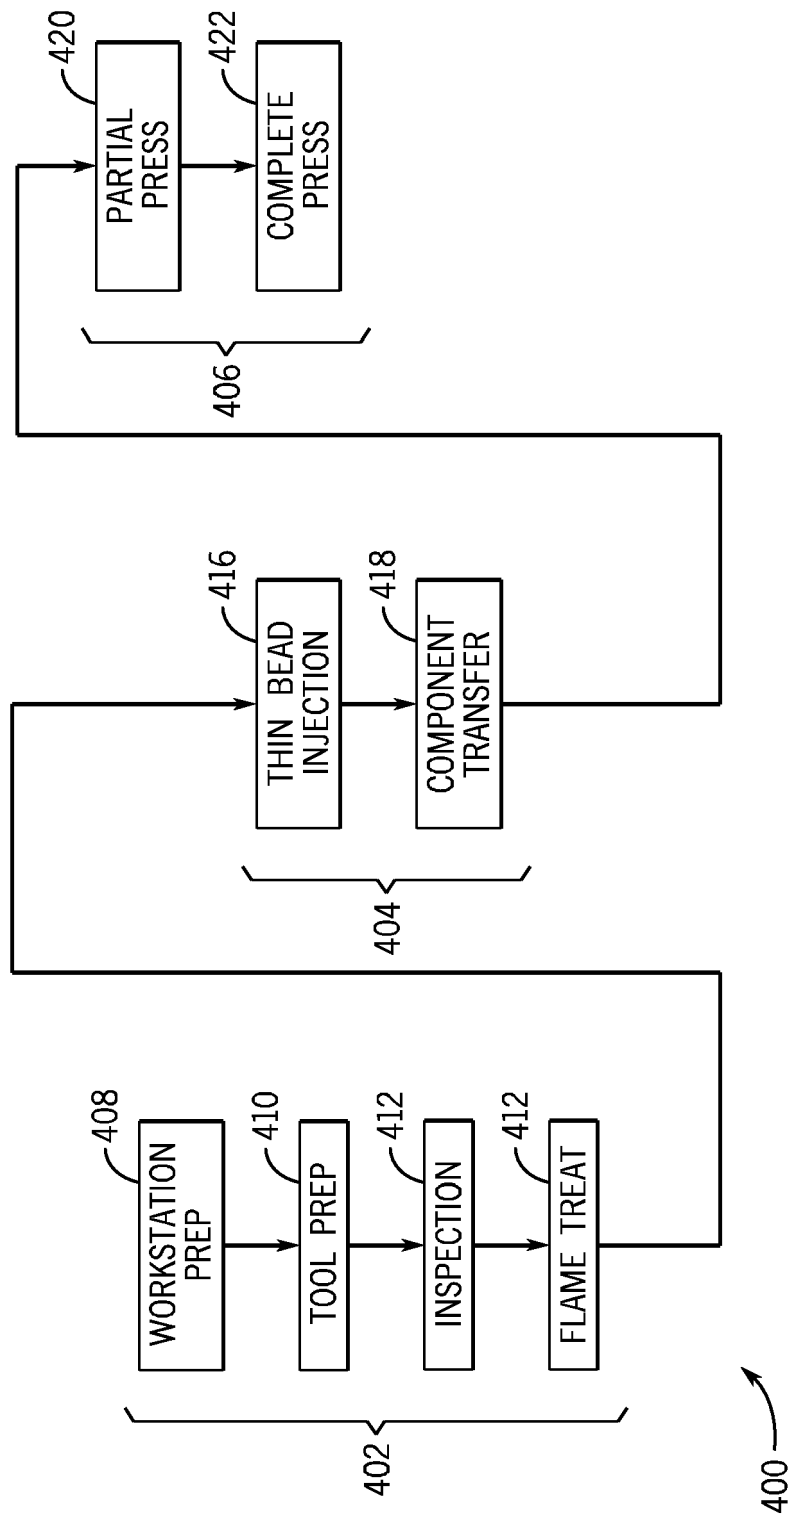 408
WORKSTATION
PREP
410
TOOL PREP
412
INSPECTION
412
FLAME TREAT
402
416
THIN BEAD
INJECTION
418
COMPONENT
TRANSFER
404
420
PARTIAL
PRESS
422
COMPLETE
PRESS
406
400